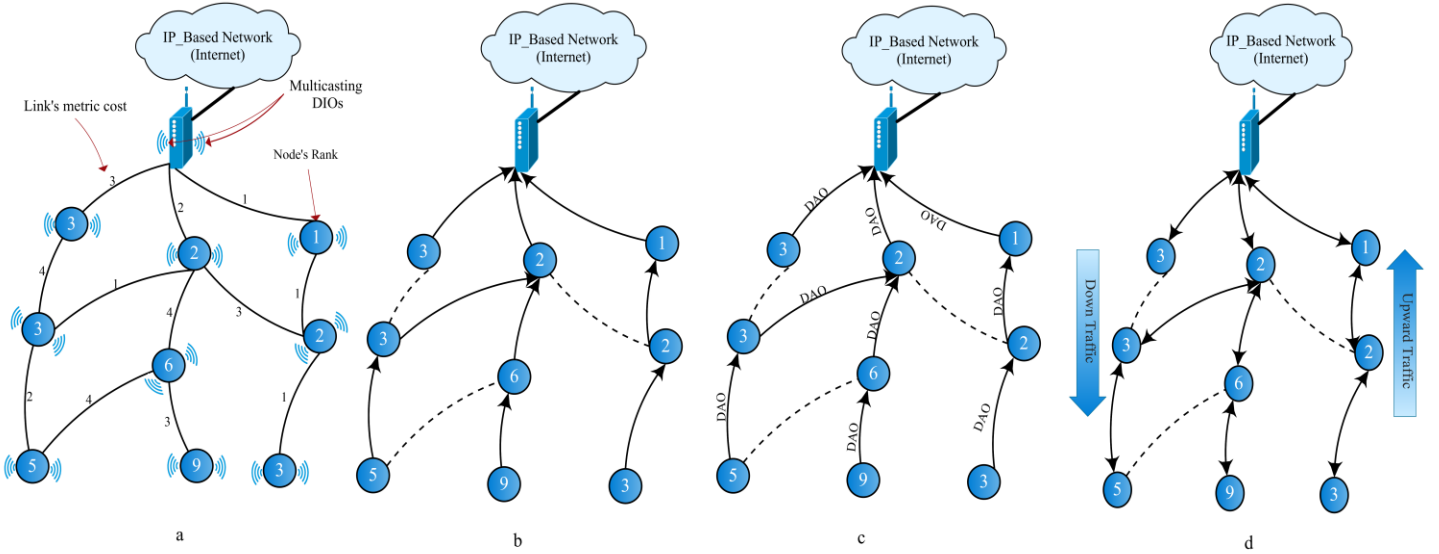 IP_Based Network
(Internet)
Link's metric cost
Multicasting
DIOs
Node's Rank
3
2
1
3
1
2
4
1
4
3
1
3
2
6
2
4
3
1
5
9
3
a
IP_Based Network
(Internet)
3
2
1
3
2
6
5
9
3
b
IP_Based Network
(Internet)
DAO
DAO
DAO
3
2
1
DAO
DAO
DAO
3
2
6
DAO
DAO
DAO
5
9
3
c
IP_Based Network
(Internet)
3
2
1
Down Traffic
Upward Traffic
3
2
6
5
9
3
d